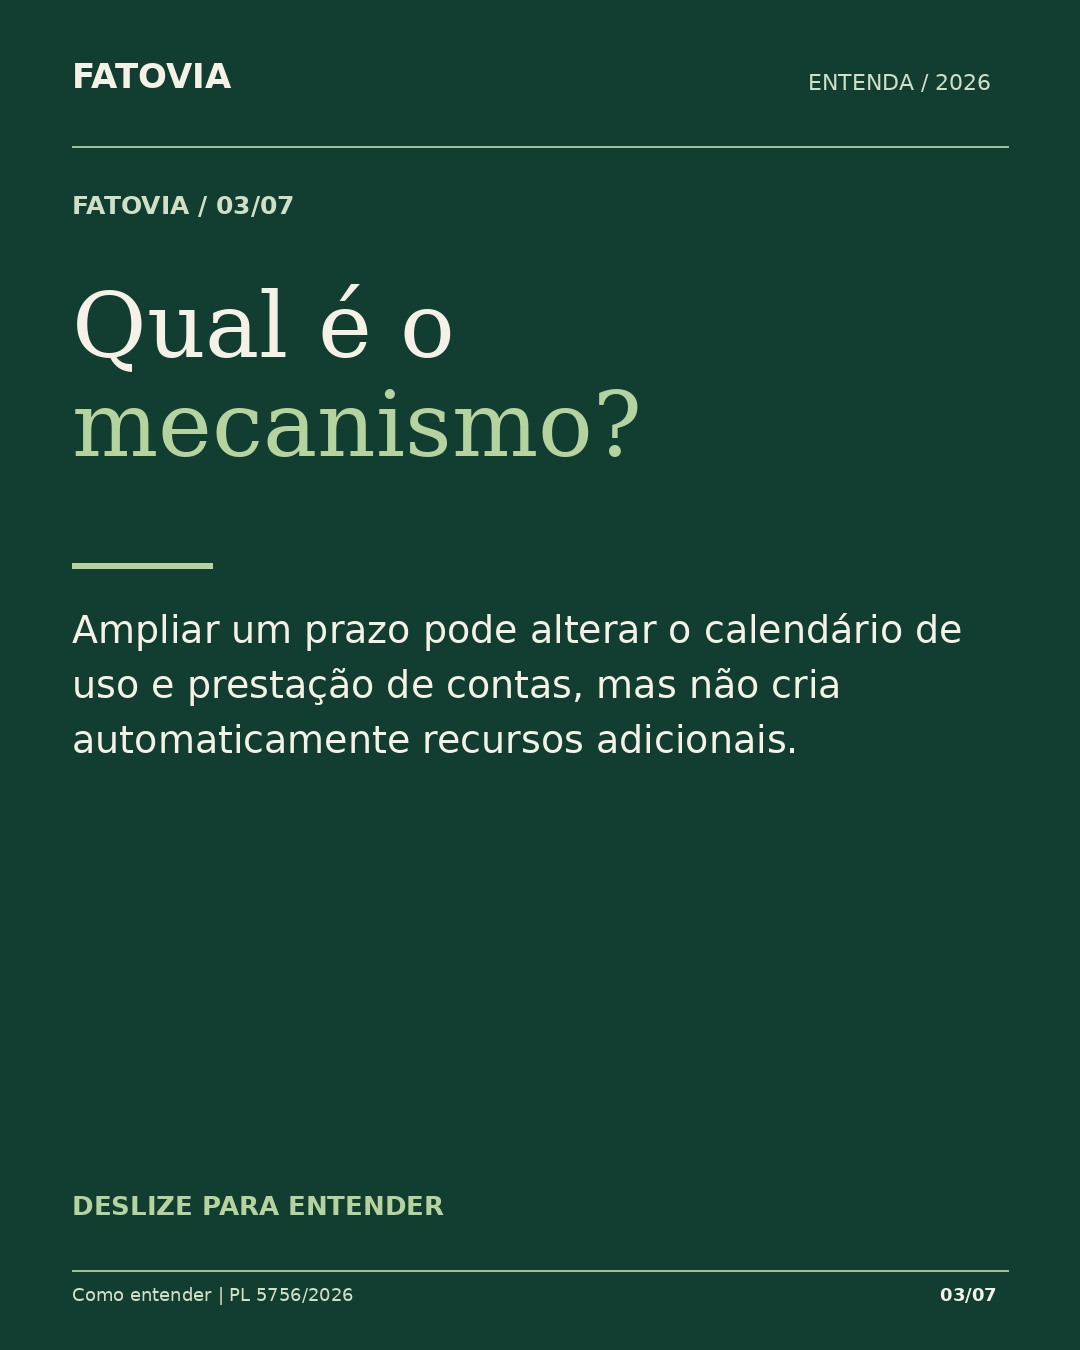 FATOVIA
ENTENDA / 2026
FATOVIA / 03/07
Qual é o
mecanismo?
Ampliar um prazo pode alterar o calendário de
uso e prestação de contas, mas não cria
automaticamente recursos adicionais.
DESLIZE PARA ENTENDER
Como entender | PL 5756/2026
03/07